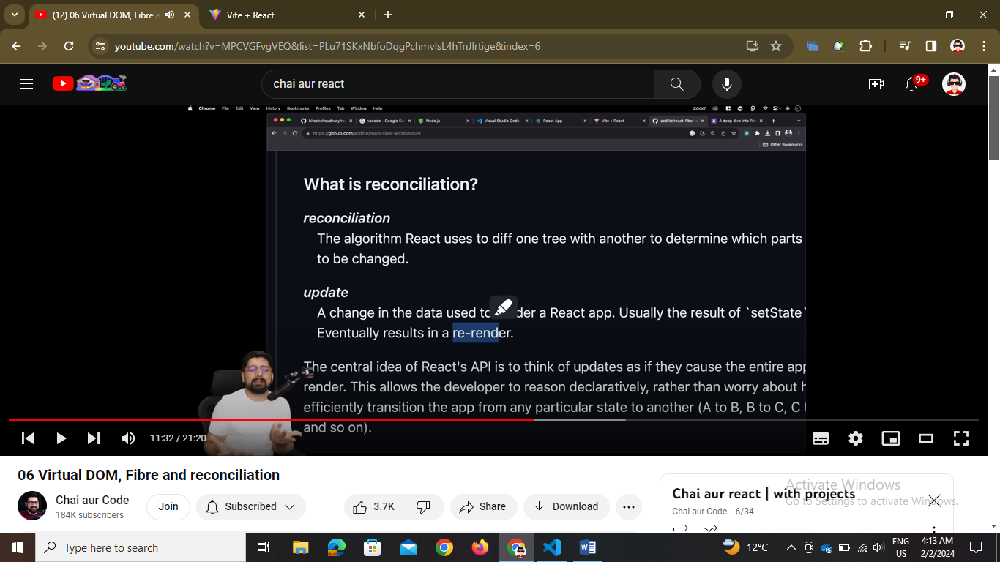 (12) 06 Virtual DOM, Fibre a
Vite + React
youtube.com/watch?v=MPCVGFvgVEQ&list=PLu71SKxNbfoDqgPchmvIsL4hTnJIrtige&index=6
chai aur react
9+
Chrome File Edit View History Bookmarks Profiles Tab Window Help
zoom
hiteshchoudhary/re
vscode - Google Se
Node.js
Visual Studio Code
React App
Vite + React
acdlite/react-fiber-a
A deep dive into Rea
https://github.com/acdlite/react-fiber-architecture
Other Bookmarks
What is reconciliation?
reconciliation
The algorithm React uses to diff one tree with another to determine which parts
to be changed.
update
A change in the data used to der a React app. Usually the result of `setState`
Eventually results in a re-render.
The central idea of React's API is to think of updates as if they cause the entire app
render. This allows the developer to reason declaratively, rather than worry about h
efficiently transition the app from any particular state to another (A to B, B to C, C
and so on).
11:32 / 21:20
06 Virtual DOM, Fibre and reconciliation
Chai aur Code
184K subscribers
Join
Subscribed
3.7K
Share
Download
Chai aur react | with projects
Chai aur Code - 6/34
Activate Windows
Go to Settings to activate Windows.
Type here to search
12°C
ENG
US
4:13 AM
2/2/2024